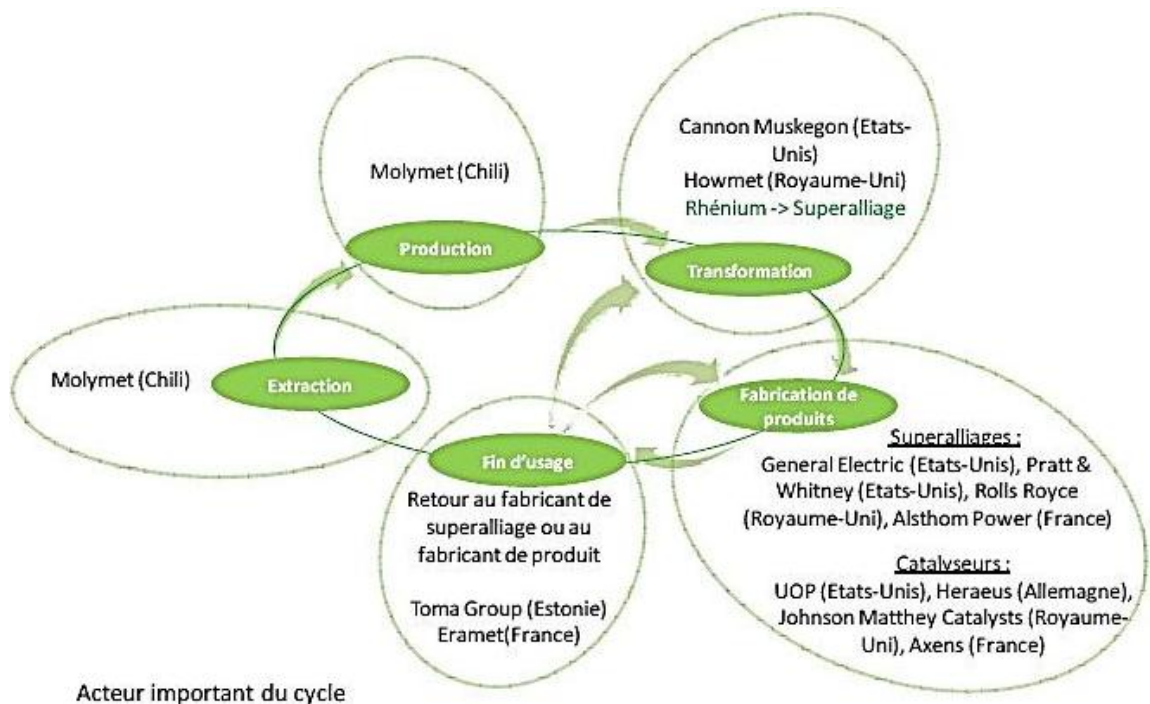 Molymet (Chili)
Production
Cannon Muskegon (Etats-
Unis)
Howmet (Royaume-Uni)
Rhénium -> Superalliage
Transformation
Molymet (Chili)
Extraction
Fabrication de
produits
Superalliages :
General Electric (Etats-Unis), Pratt &
Whitney (Etats-Unis), Rolls Royce
(Royaume-Uni), Alsthom Power (France)
Catalyseurs :
UOP (Etats-Unis), Heraeus (Allemagne),
Johnson Matthey Catalysts (Royaume-
Uni), Axens (France)
Fin d’usage
Retour au fabricant de
superalliage ou au
fabricant de produit
Toma Group (Estonie)
Eramet(France)
Acteur important du cycle